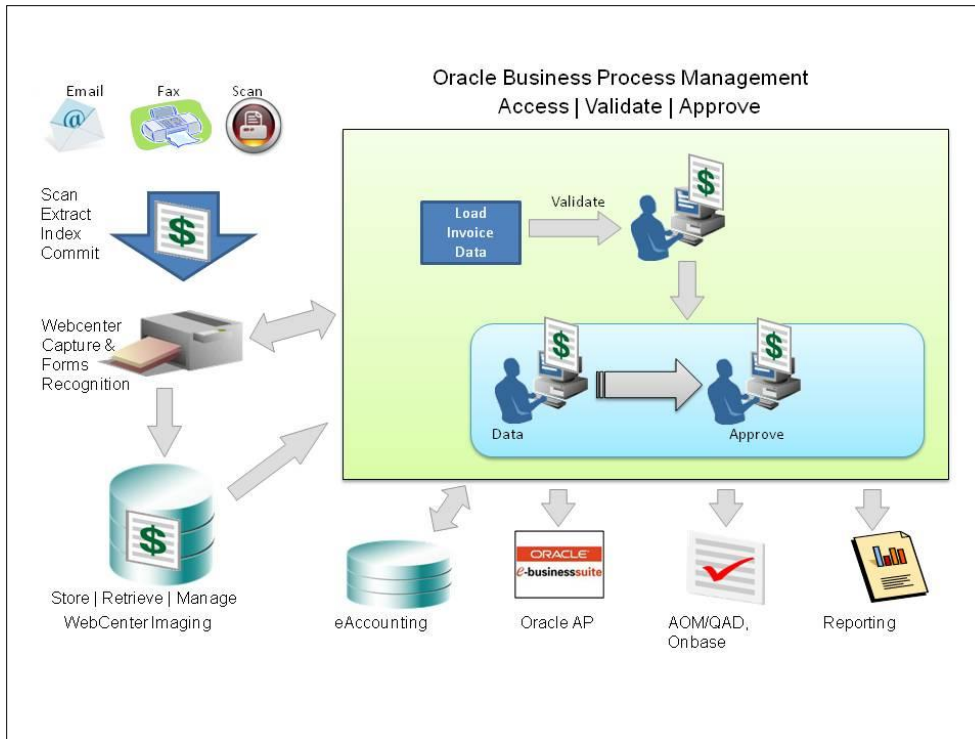 Email
Fax
Scan
Oracle Business Process Management
Access | Validate | Approve
Scan
Extract
Index
Commit
$
Load
Invoice
Data
Validate
$
Webcenter
Capture &
Forms
Recognition
$
$
Data
Approve
$
Store | Retrieve | Manage
WebCenter Imaging
eAccounting
ORACLE
e-businesssuite
Oracle AP
AOM/QAD,
Onbase
Reporting
@